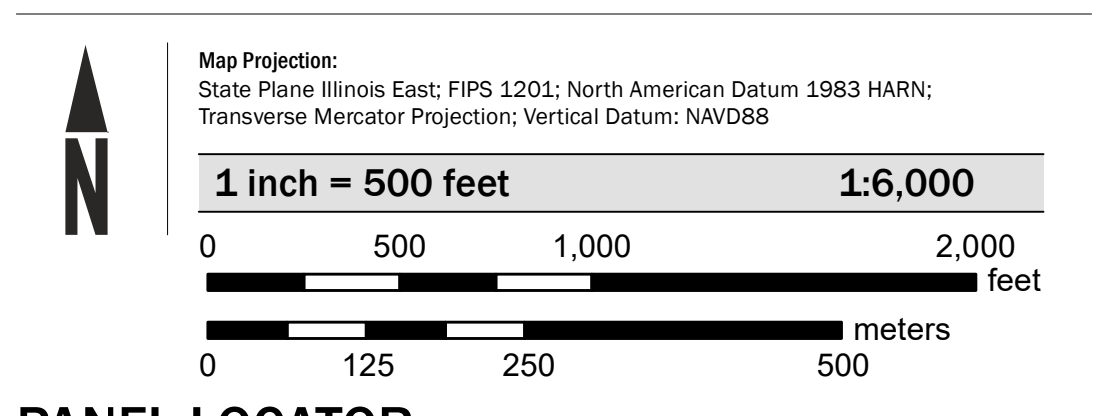 N
Map Projection:
State Plane Illinois East; FIPS 1201; North American Datum 1983 HARN;
Transverse Mercator Projection; Vertical Datum: NAVD88
1 inch = 500 feet 1:6,000
0 500 1,000 2,000
feet
meters
0 125 250 500
PANEL LOCATOR